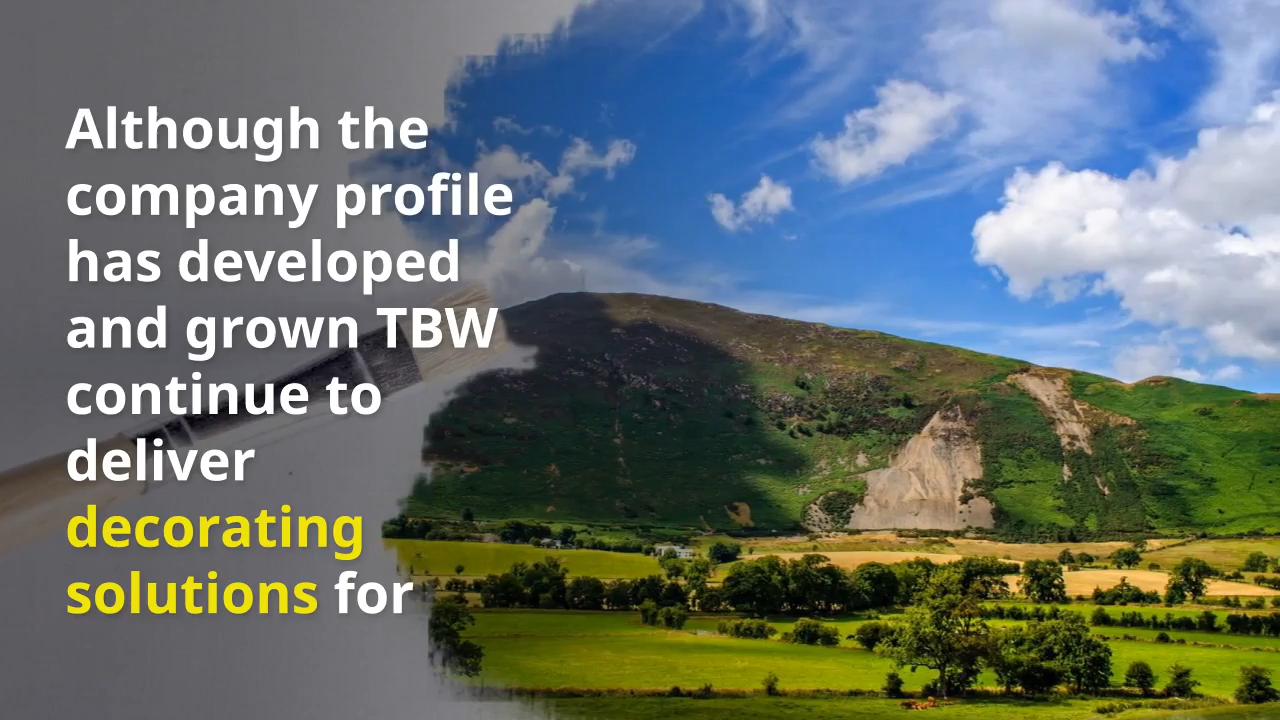 Although the
company profile
has developed
and grown TBW
continue to
deliver
decorating
solutions for